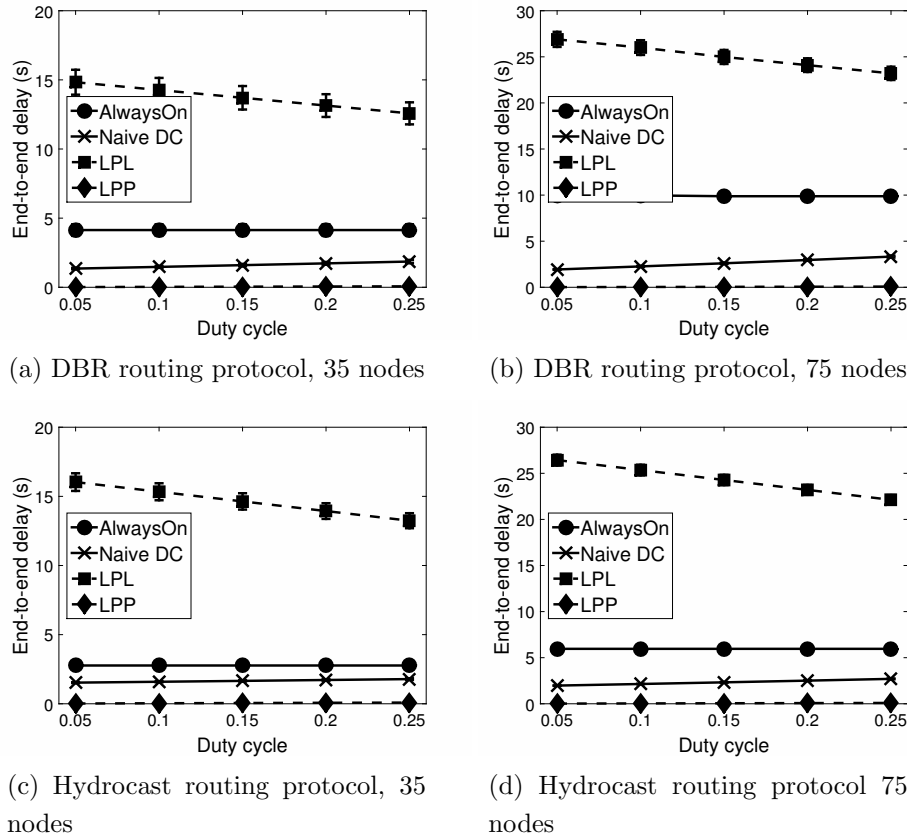 20
15
10
5
0
End-to-end delay (s)
AlwaysOn
Naive DC
LPL
LPP
0.05 0.1 0.15 0.2 0.25
Duty cycle
(a) DBR routing protocol, 35 nodes
30
25
20
15
10
5
0
End-to-end delay (s)
AlwaysOn
Naive DC
LPL
LPP
0.05 0.1 0.15 0.2 0.25
Duty cycle
(b) DBR routing protocol, 75 nodes
20
15
10
5
0
End-to-end delay (s)
AlwaysOn
Naive DC
LPL
LPP
0.05 0.1 0.15 0.2 0.25
Duty cycle
(c) Hydrocast routing protocol, 35
nodes
30
25
20
15
10
5
0
End-to-end delay (s)
AlwaysOn
Naive DC
LPL
LPP
0.05 0.1 0.15 0.2 0.25
Duty cycle
(d) Hydrocast routing protocol 75
nodes